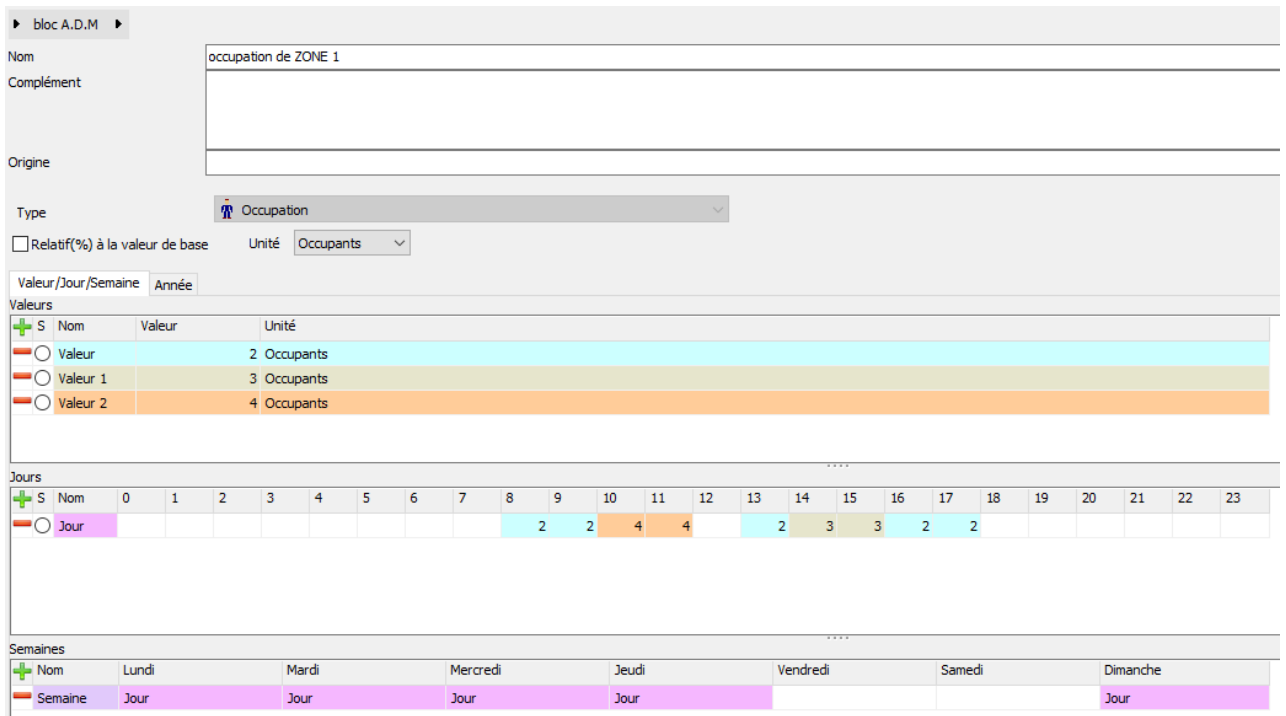 bloc A.D.M
Nom occupation de ZONE 1
Complément
Origine
Type Occupation
Relatif(%) à la valeur de base Unité Occupants
Valeur/Jour/Semaine Année
Valeurs
S Nom Valeur Unité
Valeur 2 Occupants
Valeur 1 3 Occupants
Valeur 2 4 Occupants
Jours
S Nom 0 1 2 3 4 5 6 7 8 9 10 11 12 13 14 15 16 17 18 19 20 21 22 23
Jour 2 2 4 4 2 3 3 2 2
Semaines
Nom Lundi Mardi Mercredi Jeudi Vendredi Samedi Dimanche
Semaine Jour Jour Jour Jour Jour